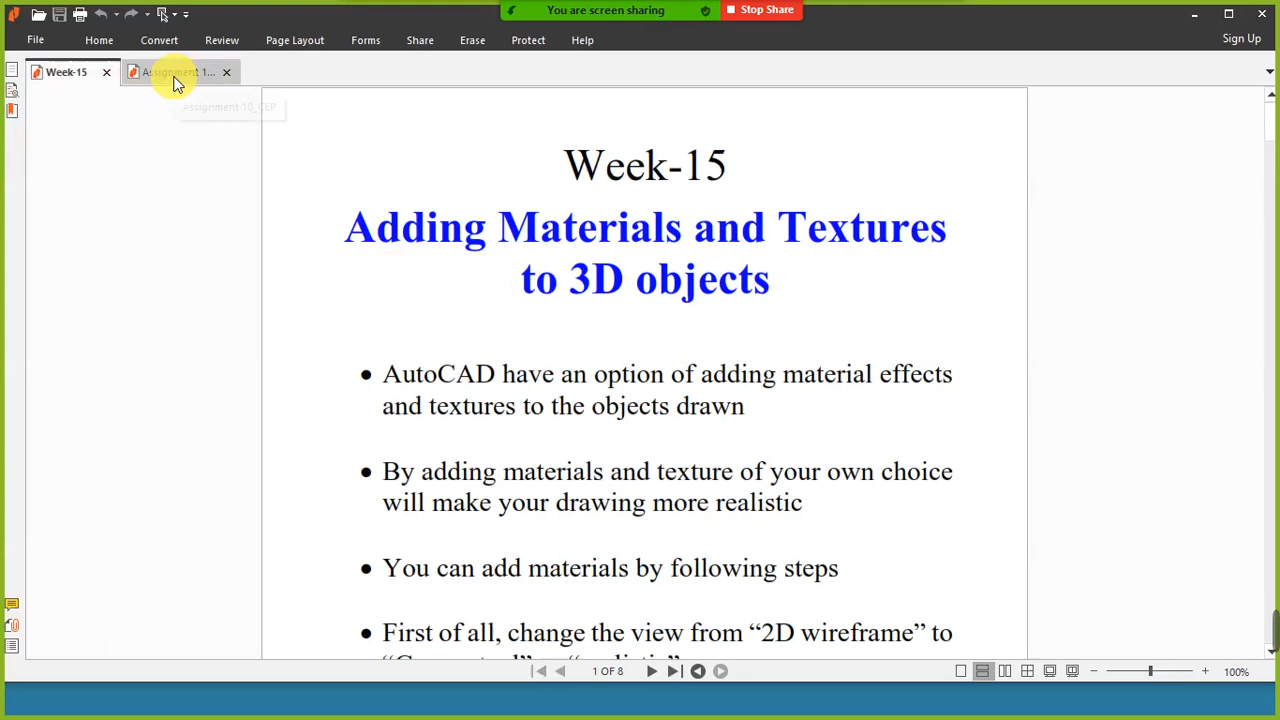 You are screen sharing
Stop Share
File Home Convert Review Page Layout Forms Share Erase Protect Help
Sign Up
Week-15
Assignment 1...
Assignment 10_CEP
Week-15
Adding Materials and Textures
to 3D objects
• AutoCAD have an option of adding material effects
and textures to the objects drawn
• By adding materials and texture of your own choice
will make your drawing more realistic
• You can add materials by following steps
• First of all, change the view from “2D wireframe” to
1 OF 8
100%